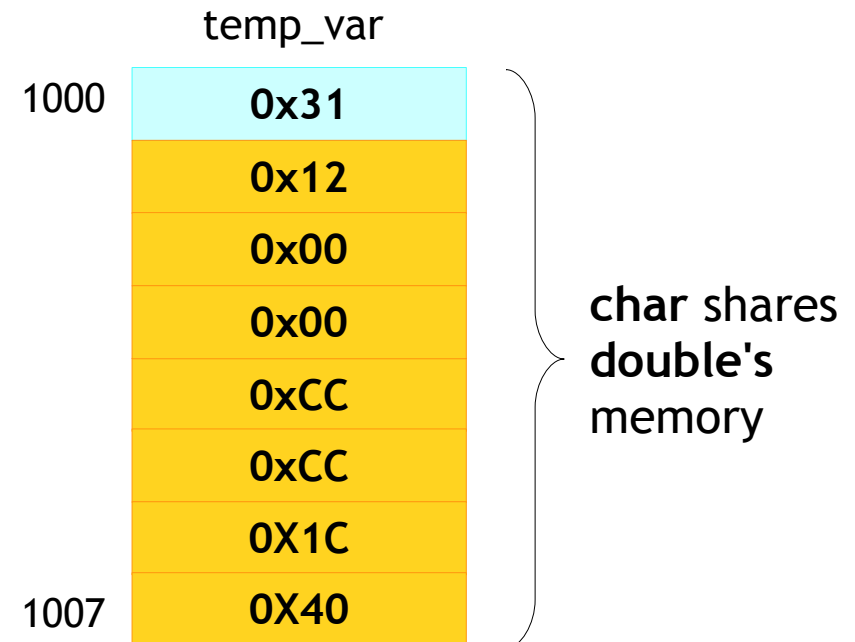 temp_var
1000
0x31
0x12
0x00
0x00
0xCC
0xCC
0X1C
1007
0X40
char shares
double's
memory